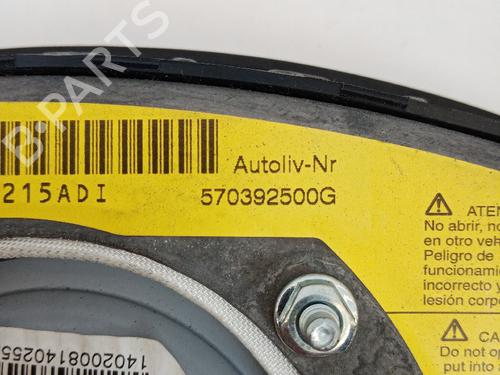 B-PARTS
215ADI
Autoliv-Nr
570392500G
ATEN
No abrir, no
en otro veh
Peligro de
funcionami
incorrecto y
lesión corp
CA
Do not op
put into